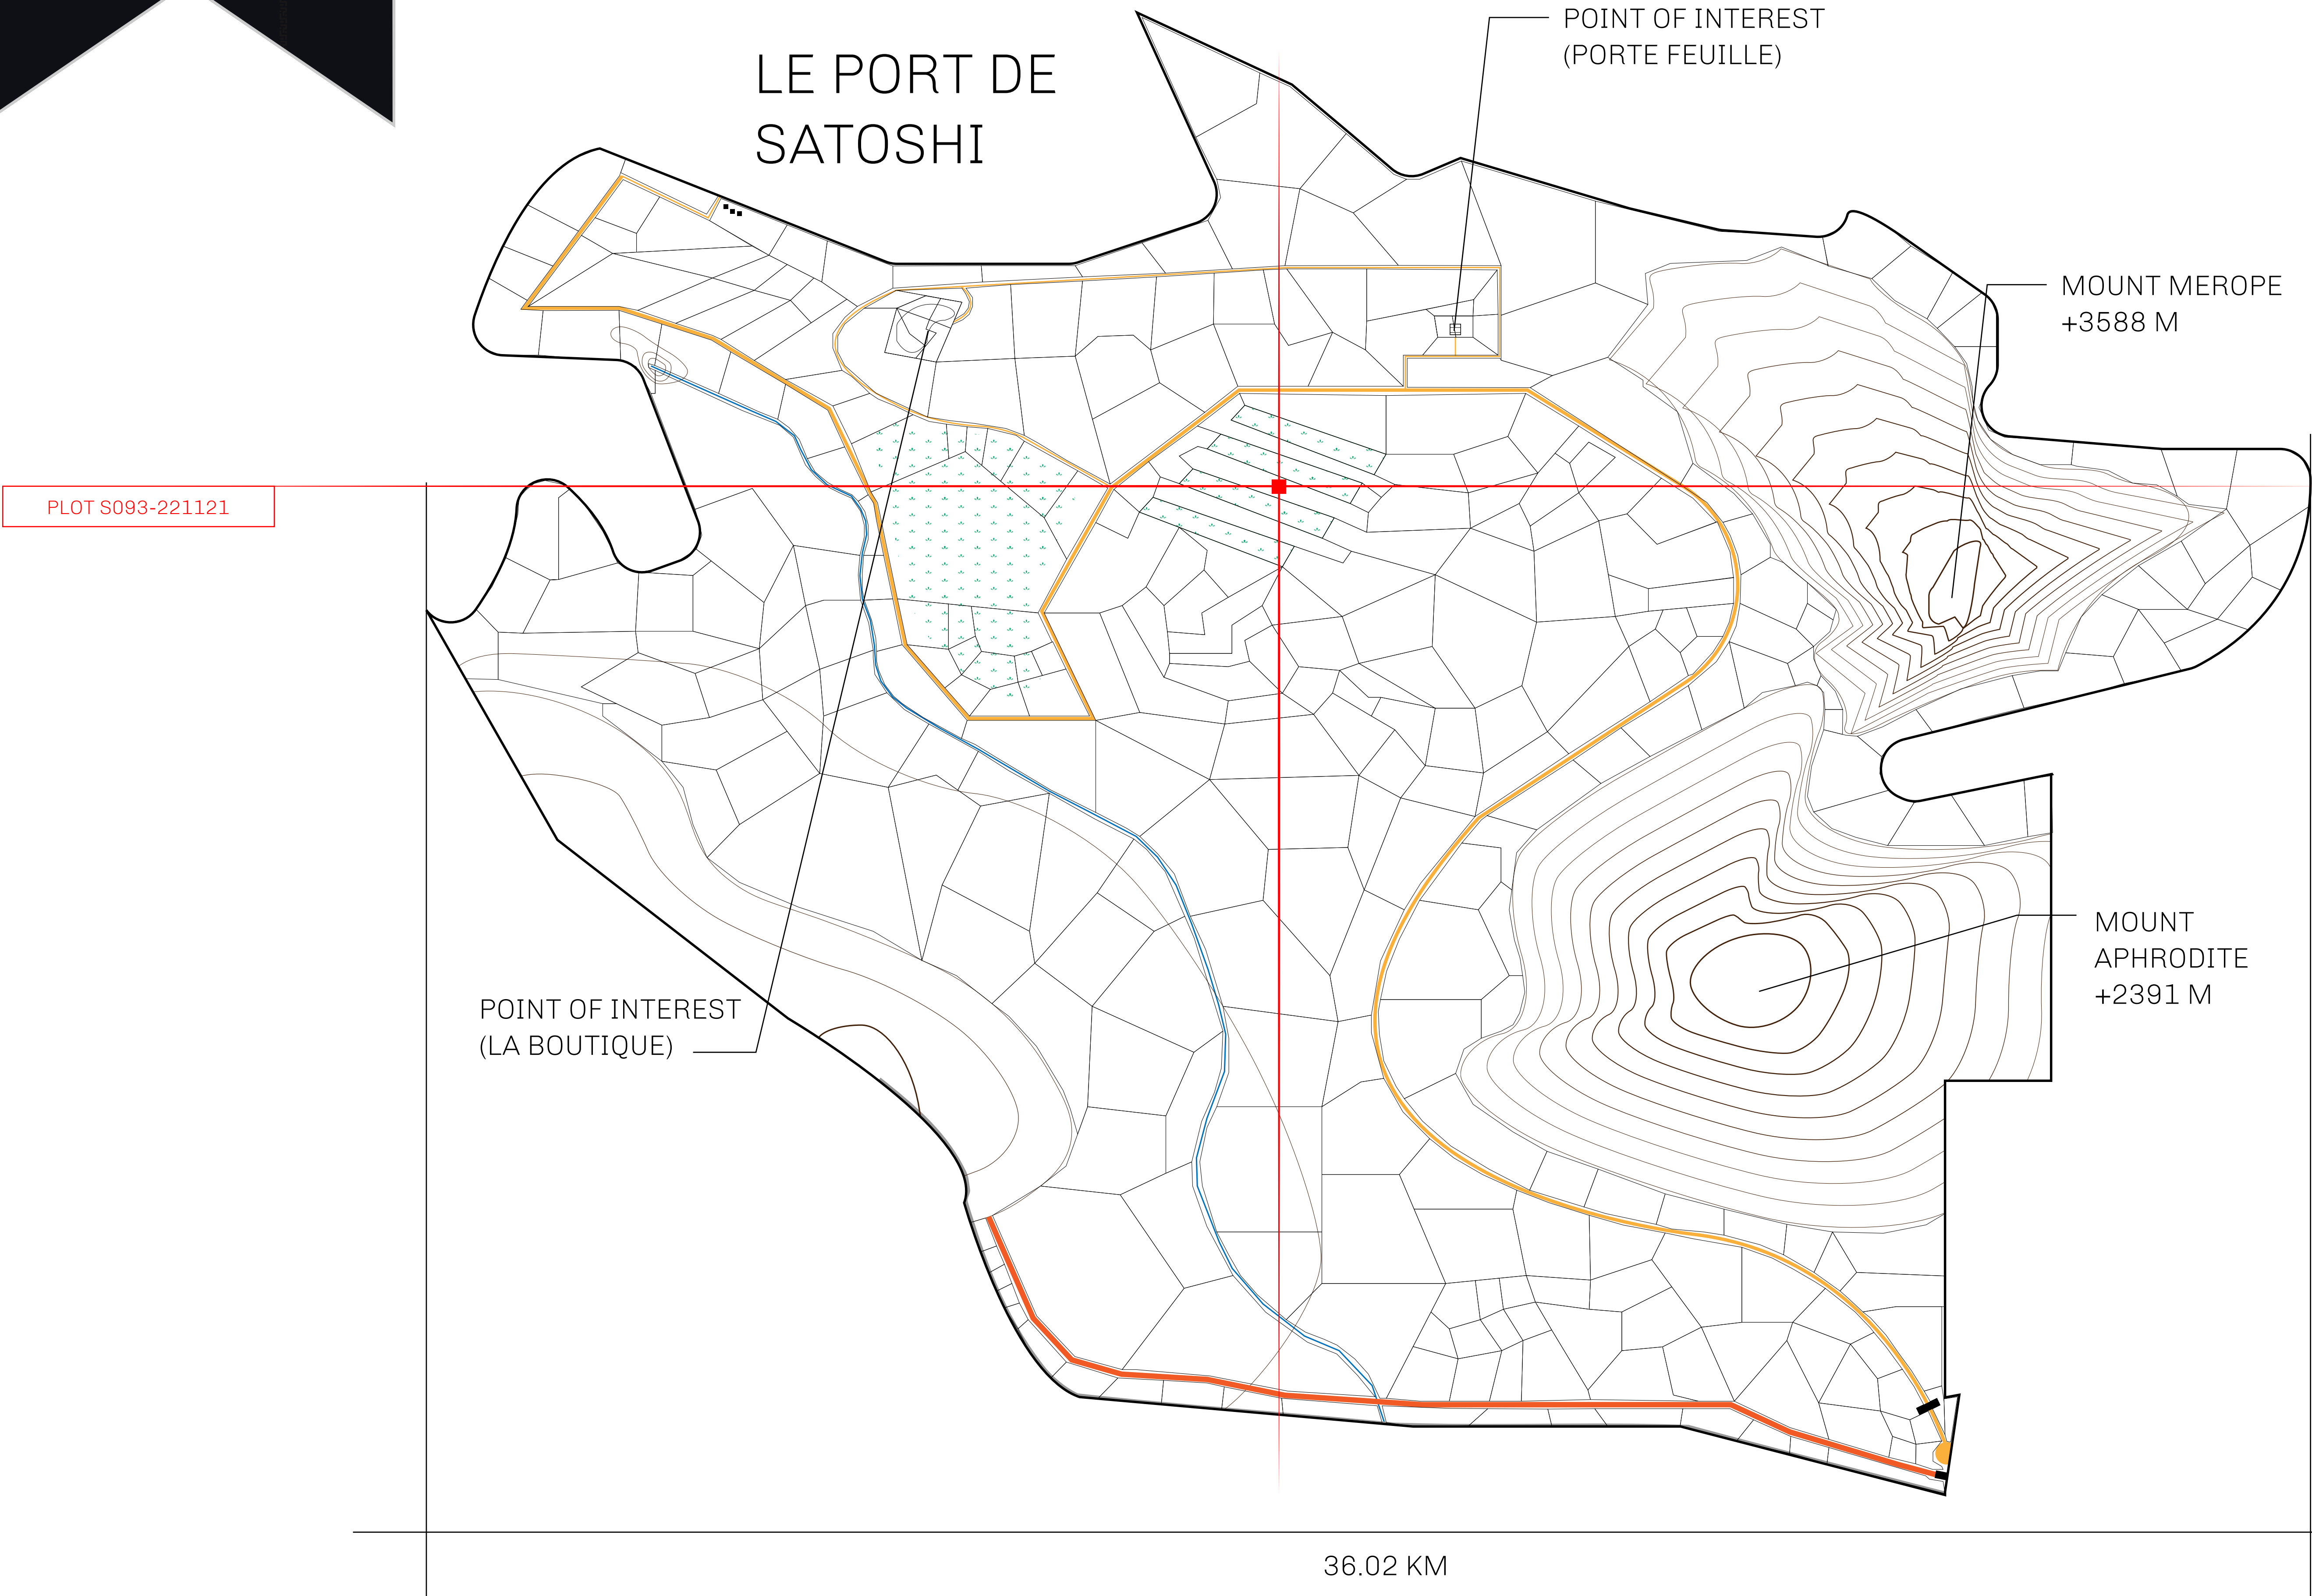 LE PORT DE
SATOSHI
POINT OF INTEREST
(PORTE FEUILLE)
MOUNT MEROPE
+3588 M
PLOT S093-221121
MOUNT
APHRODITE
+2391 M
POINT OF INTEREST
(LA BOUTIQUE)
36.02 KM